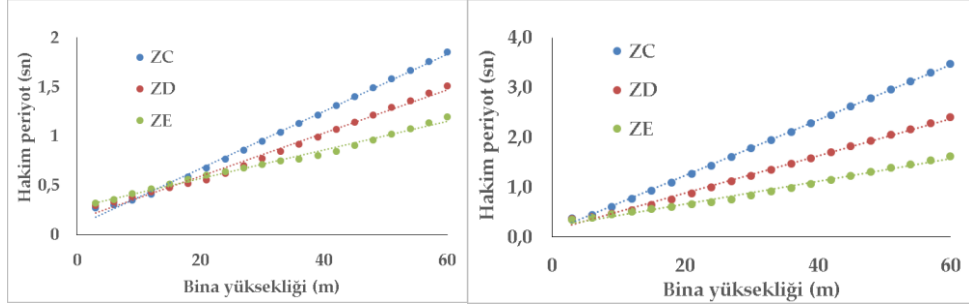 2
1,5
1
0,5
0
ZC
ZD
ZE
Hakim periyot (sn)
0 20 40 60
Bina yüksekliği (m)
4,0
3,0
2,0
1,0
0,0
ZC
ZD
ZE
Hakim periyot (sn)
0 20 40 60
Bina yüksekliği (m)